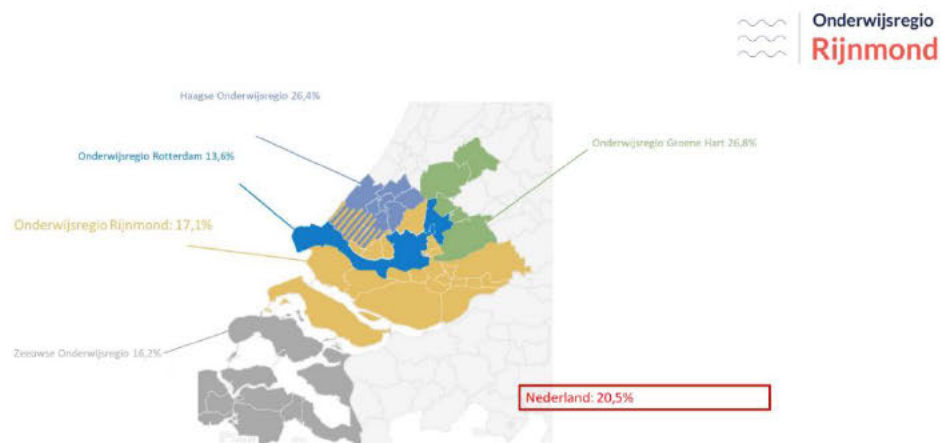 Onderwijsregio
Rijnmond
Haagse Onderwijsregio 26,4%
Onderwijsregio Groene Hart 26,8%
Onderwijsregio Rotterdam 13,6%
Onderwijsregio Rijnmond: 17,1%
Zeeuwse Onderwijsregio 16,2%
Nederland: 20,5%